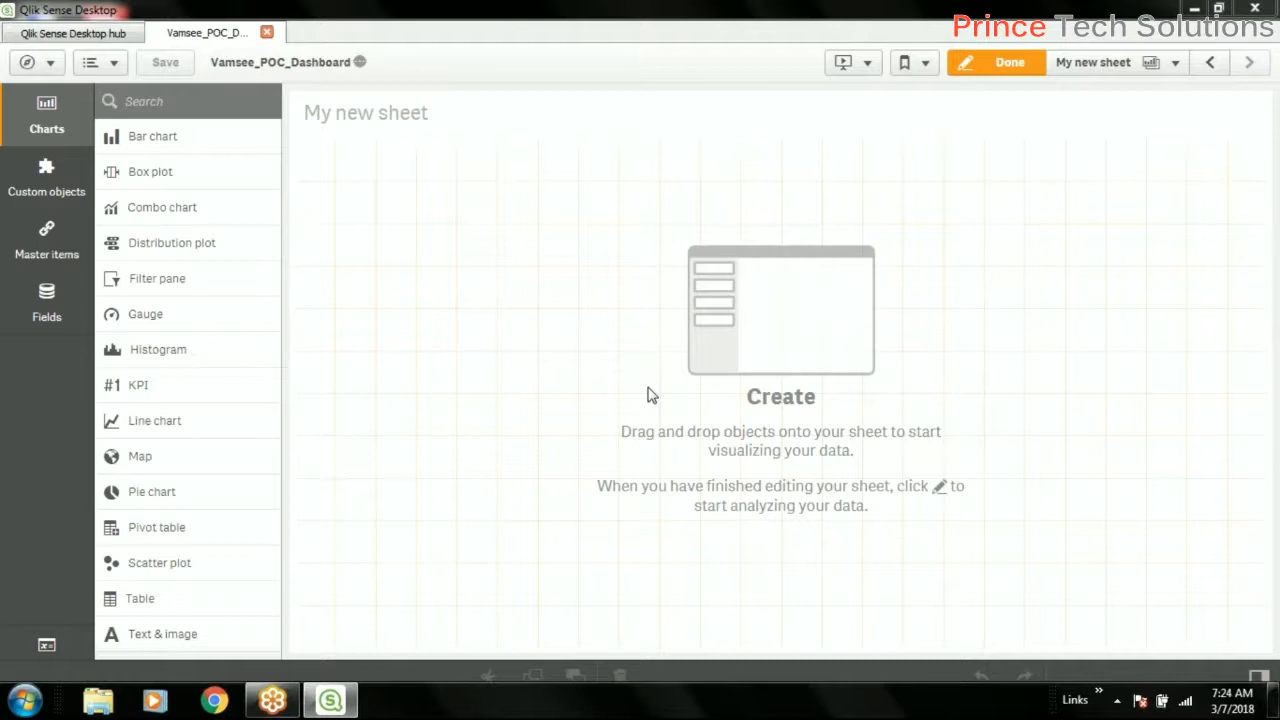 Qlik Sense Desktop
Prince Tech Solutions
Qlik Sense Desktop hub
Vamsee_POC_D...
Save
Vamsee_POC_Dashboard
Done
My new sheet
Charts
Custom objects
Master items
Fields
Search
Bar chart
Box plot
Combo chart
Distribution plot
Filter pane
Gauge
Histogram
#1 KPI
Line chart
Map
Pie chart
Pivot table
Scatter plot
Table
A Text & image
My new sheet
Create
Drag and drop objects onto your sheet to start
visualizing your data.
When you have finished editing your sheet, click to
start analyzing your data.
Links
7:24 AM
3/7/2018